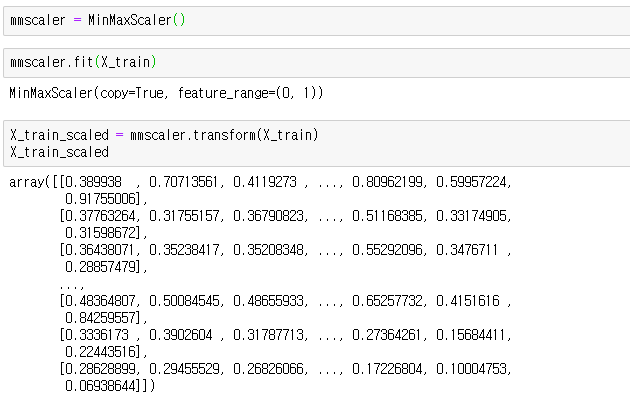 mmscaler = MinMaxScaler()
mmscaler.fit(X_train)
MinMaxScaler(copy=True, feature_range=(0, 1))
X_train_scaled = mmscaler.transform(X_train)
X_train_scaled
array([[0.389938  , 0.70713561, 0.4119273 , ..., 0.80962199, 0.59957224,
        0.91755006],
       [0.37763264, 0.31755157, 0.36790823, ..., 0.51168385, 0.33174905,
        0.31598672],
       [0.36438071, 0.35238417, 0.35208348, ..., 0.55292096, 0.3476711 ,
        0.28857479],
       ...,
       [0.48364807, 0.50084545, 0.48655933, ..., 0.65257732, 0.4151616 ,
        0.84259557],
       [0.3336173 , 0.3902604 , 0.31787713, ..., 0.27364261, 0.15684411,
        0.22443516],
       [0.28628899, 0.29455529, 0.26826066, ..., 0.17226804, 0.10004753,
        0.06938644]])